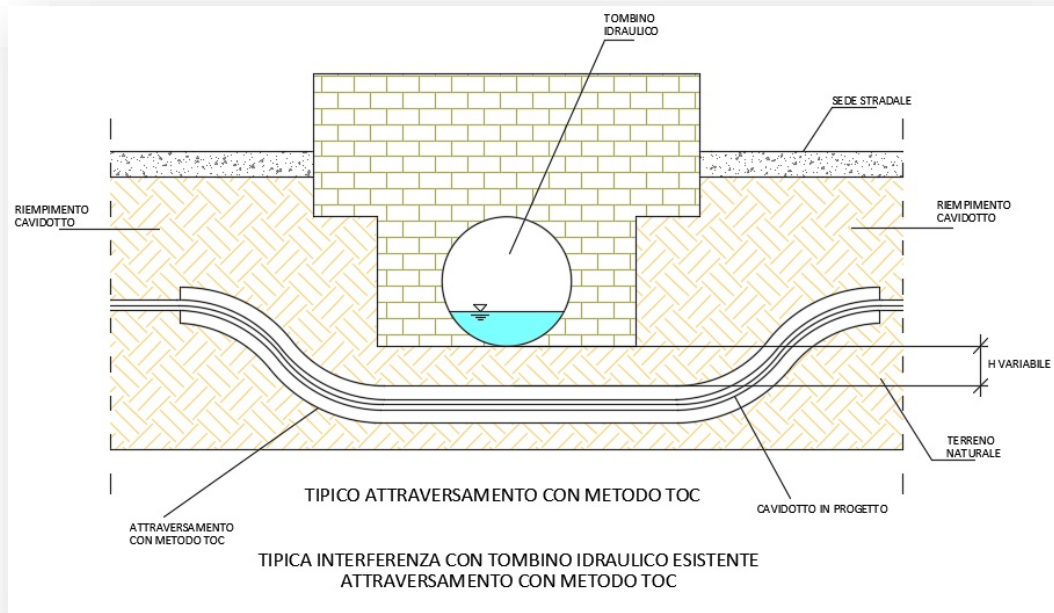 TOMBINO
IDRAULICO
SEDE STRADALE
RIEMPIMENTO
CAVIDOTTO
RIEMPIMENTO
CAVIDOTTO
H VARIABILE
TERRENO
NATURALE
TIPICO ATTRAVERSAMENTO CON METODO TOC
CAVIDOTTO IN PROGETTO
ATTRAVERSAMENTO
CON METODO TOC
TIPICA INTERFERENZA CON TOMBINO IDRAULICO ESISTENTE
ATTRAVERSAMENTO CON METODO TOC